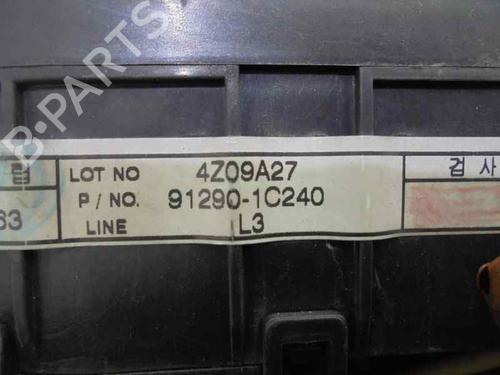 B-PARTS
LOT NO 4Z09A27
P / NO. 91290-1C240 검 사
63 LINE L3